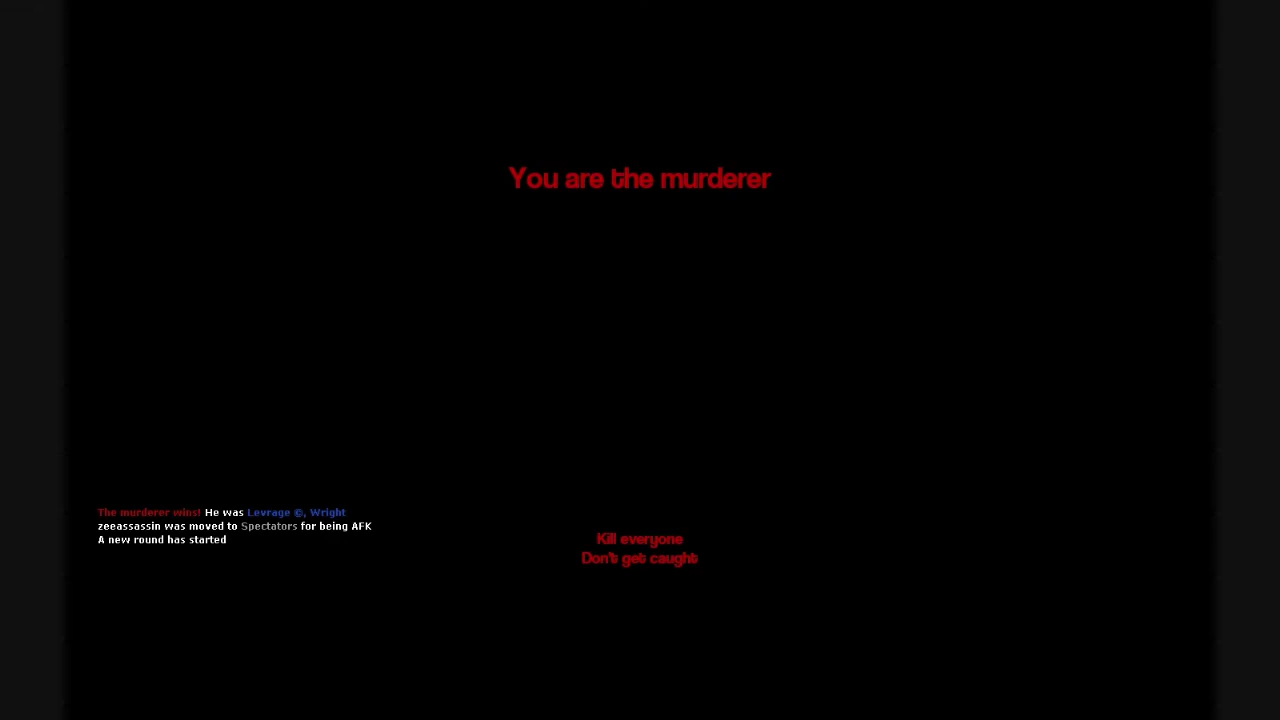 You are the murderer
The murderer wins! He was Levrage ©, Wright
zeeassassin was moved to Spectators for being AFK
A new round has started
Kill everyone
Don't get caught